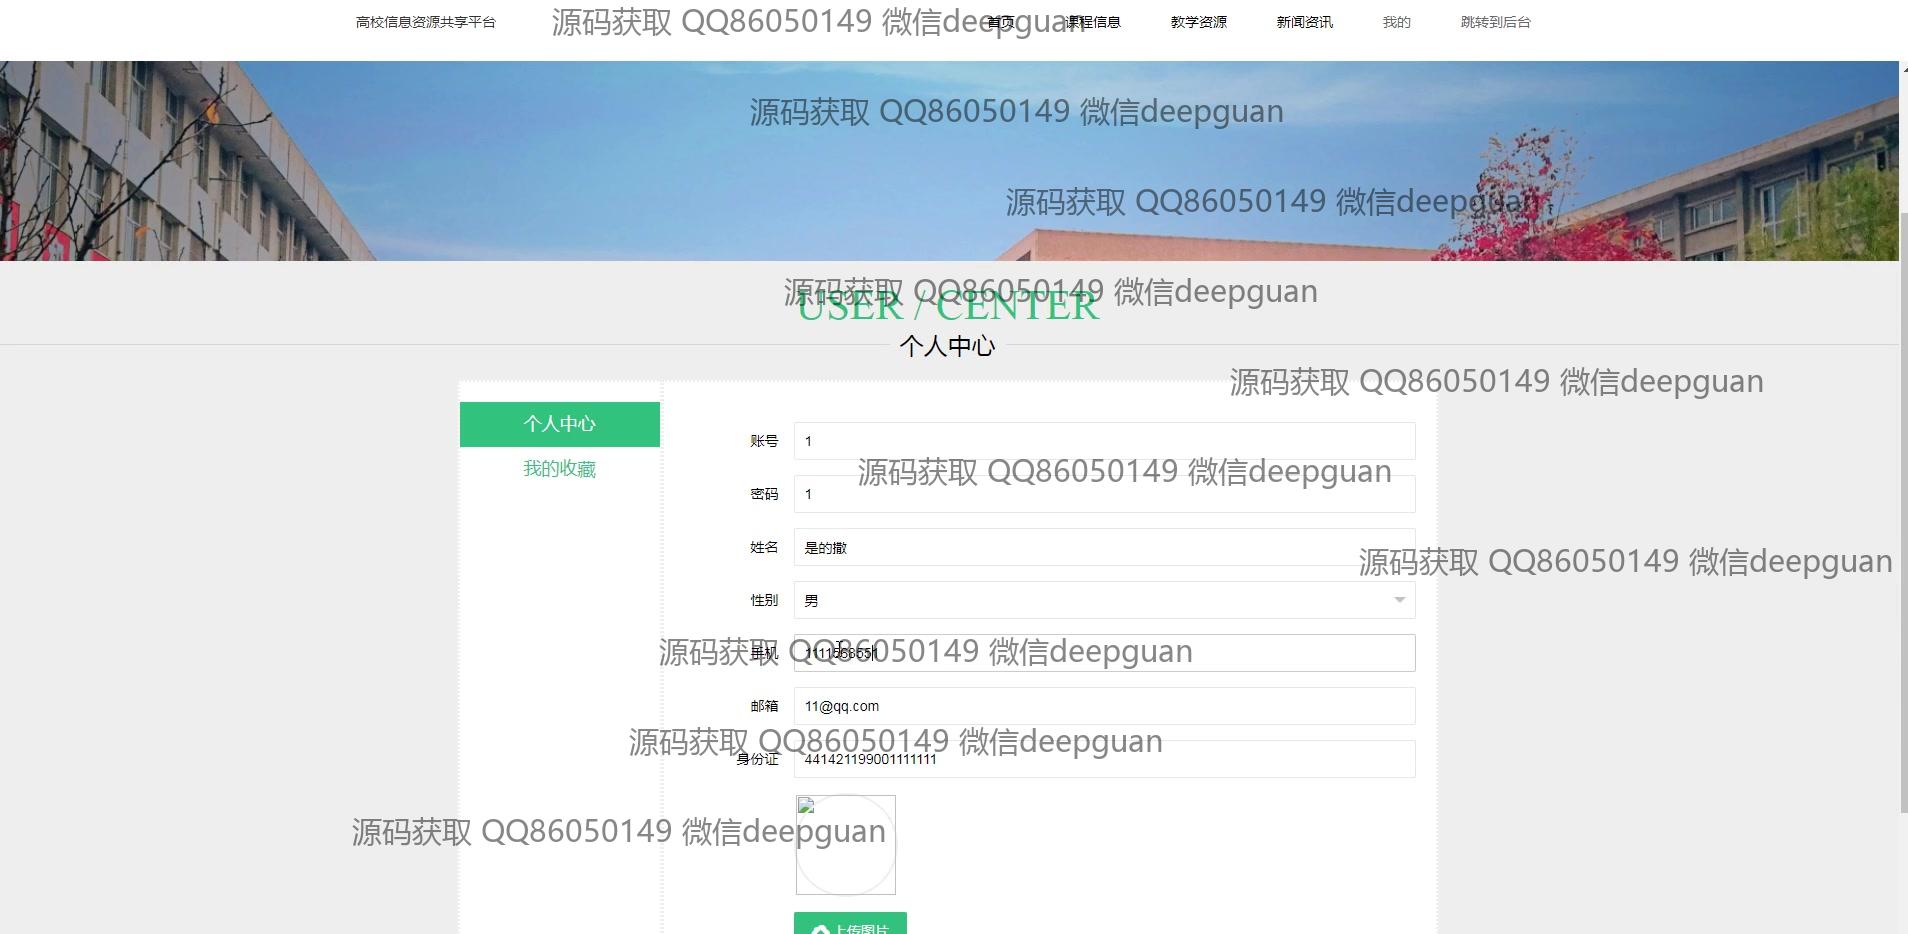 高校信息资源共享平台
首页
课程信息
教学资源
新闻资讯
我的
跳转到后台
源码获取 QQ86050149 微信deepguan
源码获取 QQ86050149 微信deepguan
源码获取 QQ86050149 微信deepguan
源码获取 QQ86050149 微信deepguan
USER / CENTER
个人中心
源码获取 QQ86050149 微信deepguan
个人中心
我的收藏
账号 1
源码获取 QQ86050149 微信deepguan
密码 1
姓名 是的撒
源码获取 QQ86050149 微信deepguan
性别 男
手机
源码获取 QQ86050149 微信deepguan
邮箱 11@qq.com
源码获取 QQ86050149 微信deepguan
身份证 441421199001111111
源码获取 QQ86050149 微信deepguan
上传图片